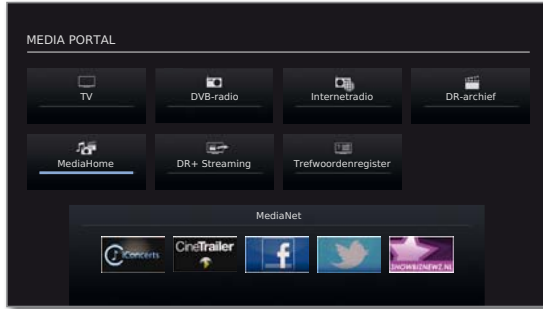 MEDIA PORTAL
TV
DVB-radio
Internetradio
DR-archief
MediaHome
DR+ Streaming
Trefwoordenregister
MediaNet
iConcerts
CineTrailer
f
SHOWBIZNEWZ.NL